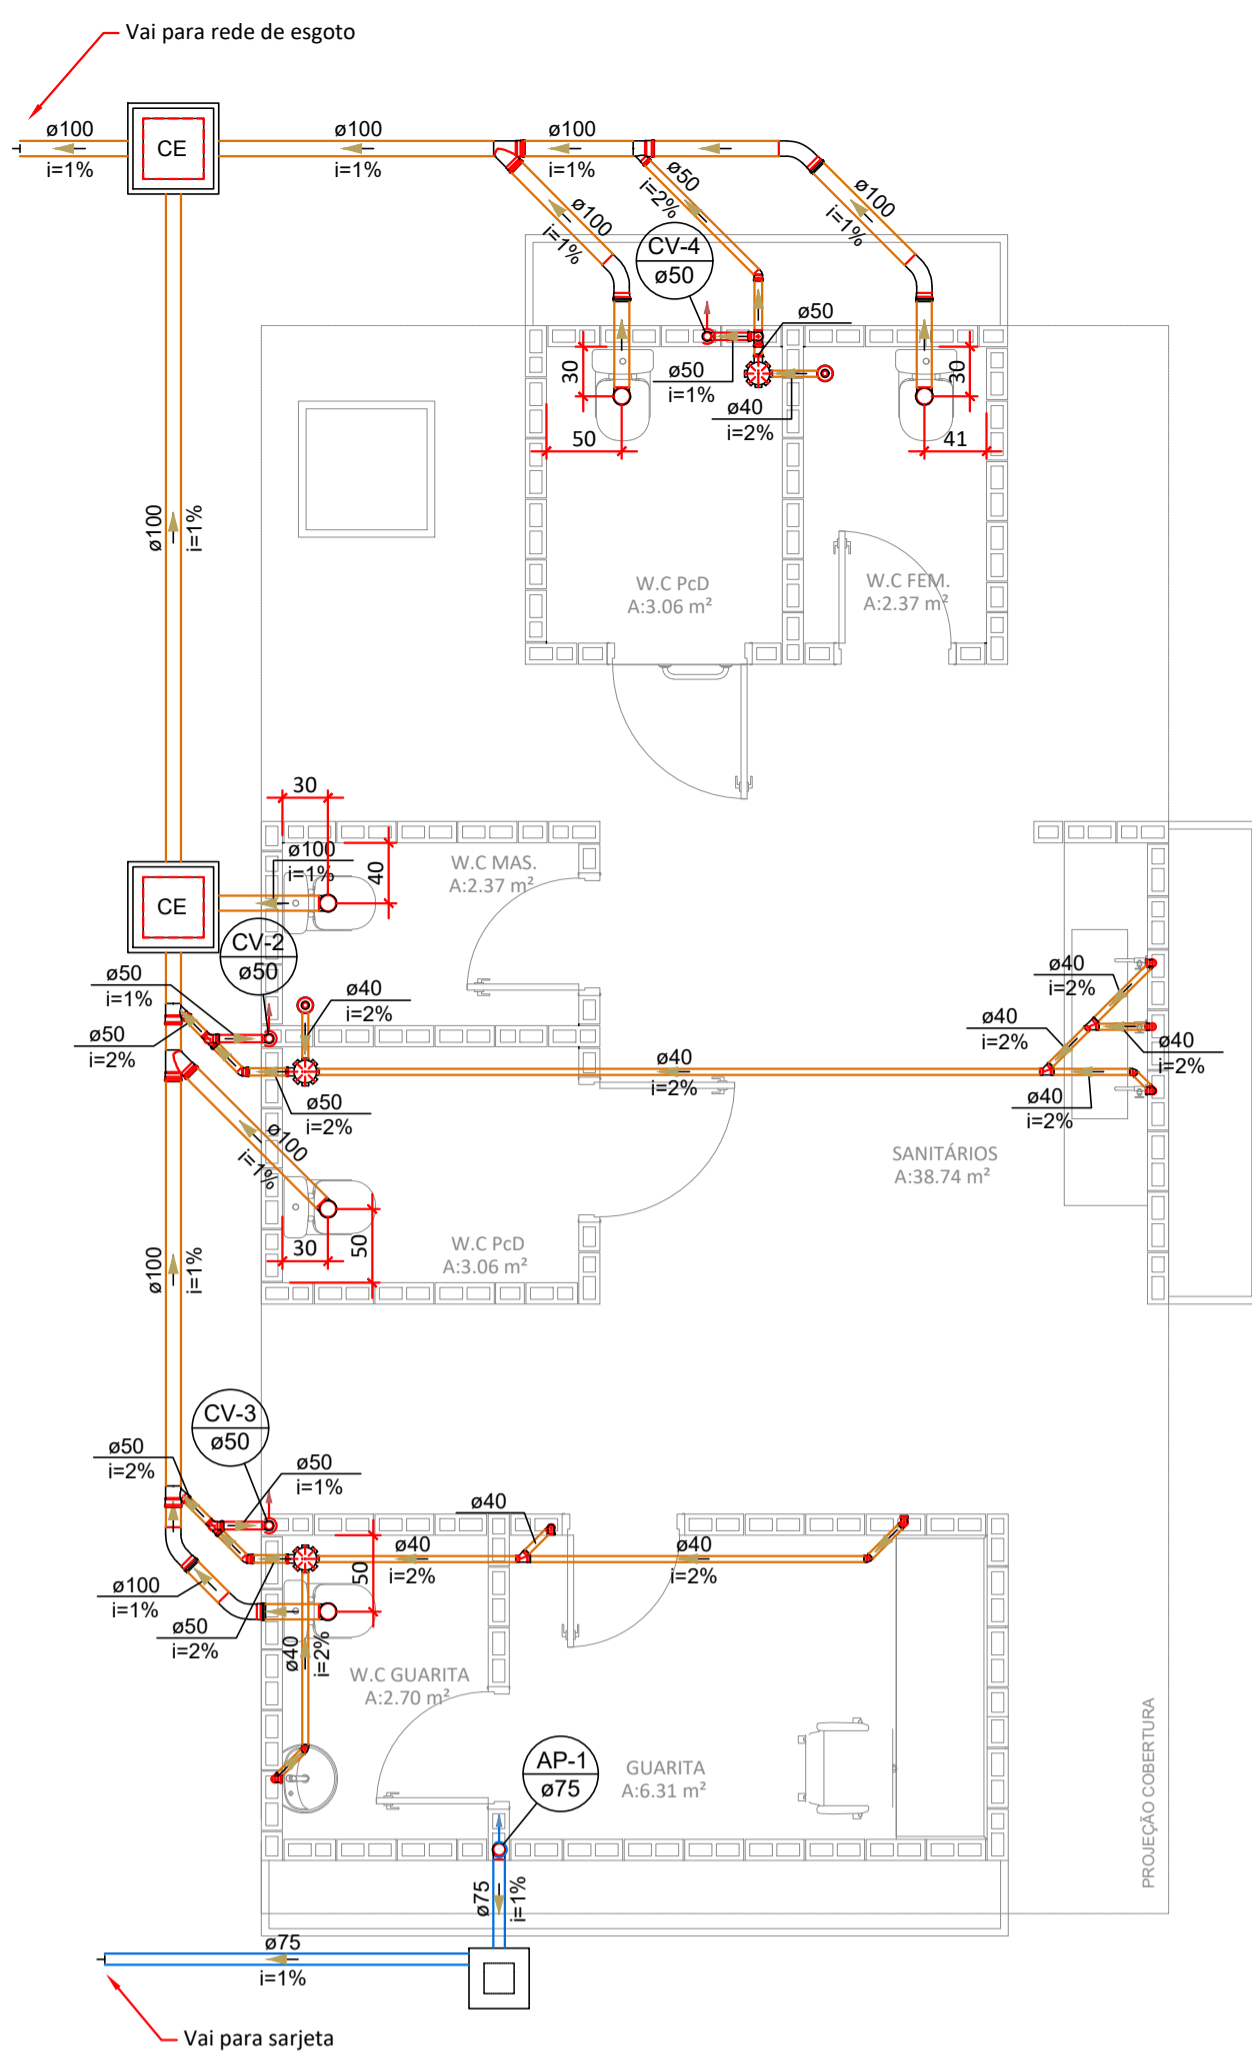 Vai para rede de esgoto
ø100
i=1%
CE
ø100
i=1%
ø100
i=1%
ø50
i=2%
ø100
i=1%
ø100
i=1%
CV-4
ø50
ø50
30
ø50
i=1%
ø40
i=2%
30
50
41
ø100
i=1%
W.C PcD
A:3.06 m²
W.C FEM.
A:2.37 m²
30
ø100
i=1%
40
W.C MAS.
A:2.37 m²
CE
CV-2
ø50
ø50
i=1%
ø50
i=2%
ø40
i=2%
ø40
i=2%
ø40
i=2%
ø40
i=2%
ø40
i=2%
ø40
i=2%
ø50
i=2%
ø100
i=1%
SANITÁRIOS
A:38.74 m²
30
50
W.C PcD
A:3.06 m²
ø100
i=1%
CV-3
ø50
ø50
i=2%
ø50
i=1%
ø40
ø40
i=2%
ø40
i=2%
50
ø100
i=1%
ø50
i=2%
ø40
i=2%
W.C GUARITA
A:2.70 m²
AP-1
ø75
GUARITA
A:6.31 m²
PROJEÇÃO COBERTURA
ø75
i=1%
ø75
i=1%
Vai para sarjeta